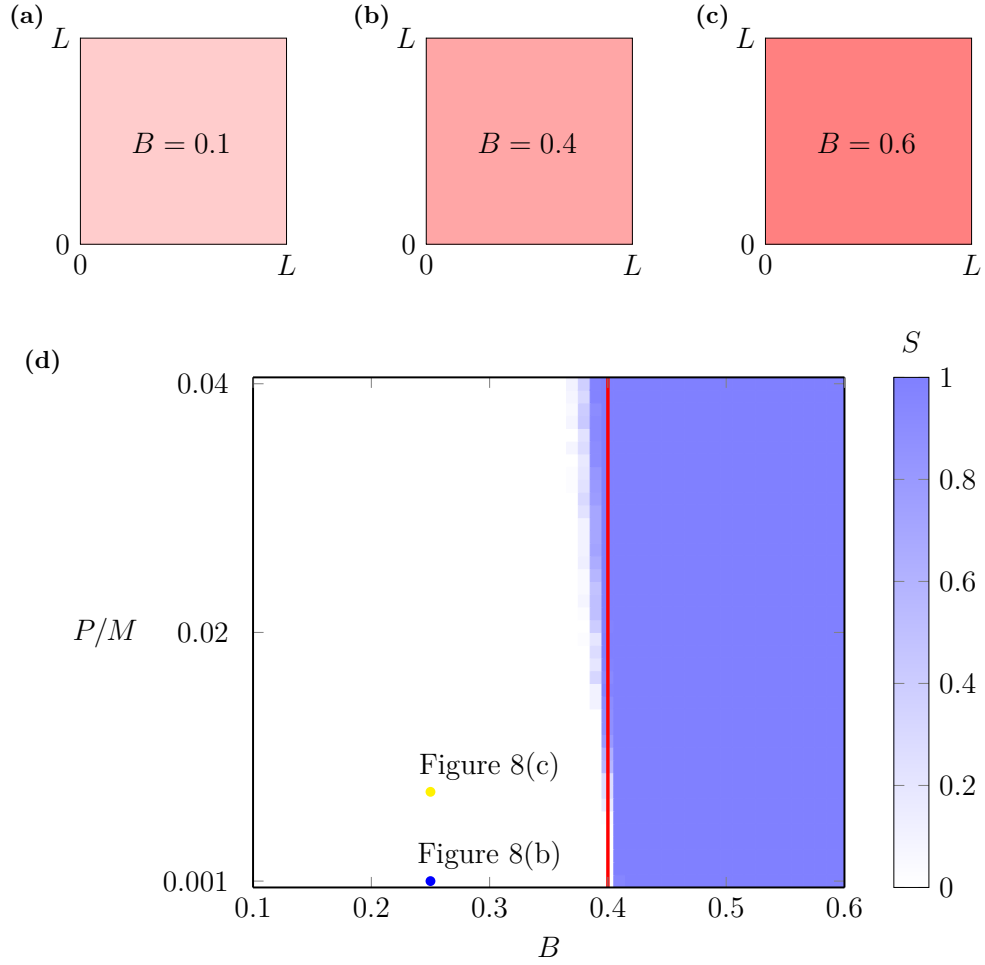 (a)
(b)
(c)
L
L
L
B = 0.1
B = 0.4
B = 0.6
0
0
0
0
L
0
L
0
L
(d)
S
0.04
1
0.8
0.6
P/M
0.02
0.4
Figure 8(c)
0.2
Figure 8(b)
0.001
0
0.1
0.2
0.3
0.4
0.5
0.6
B